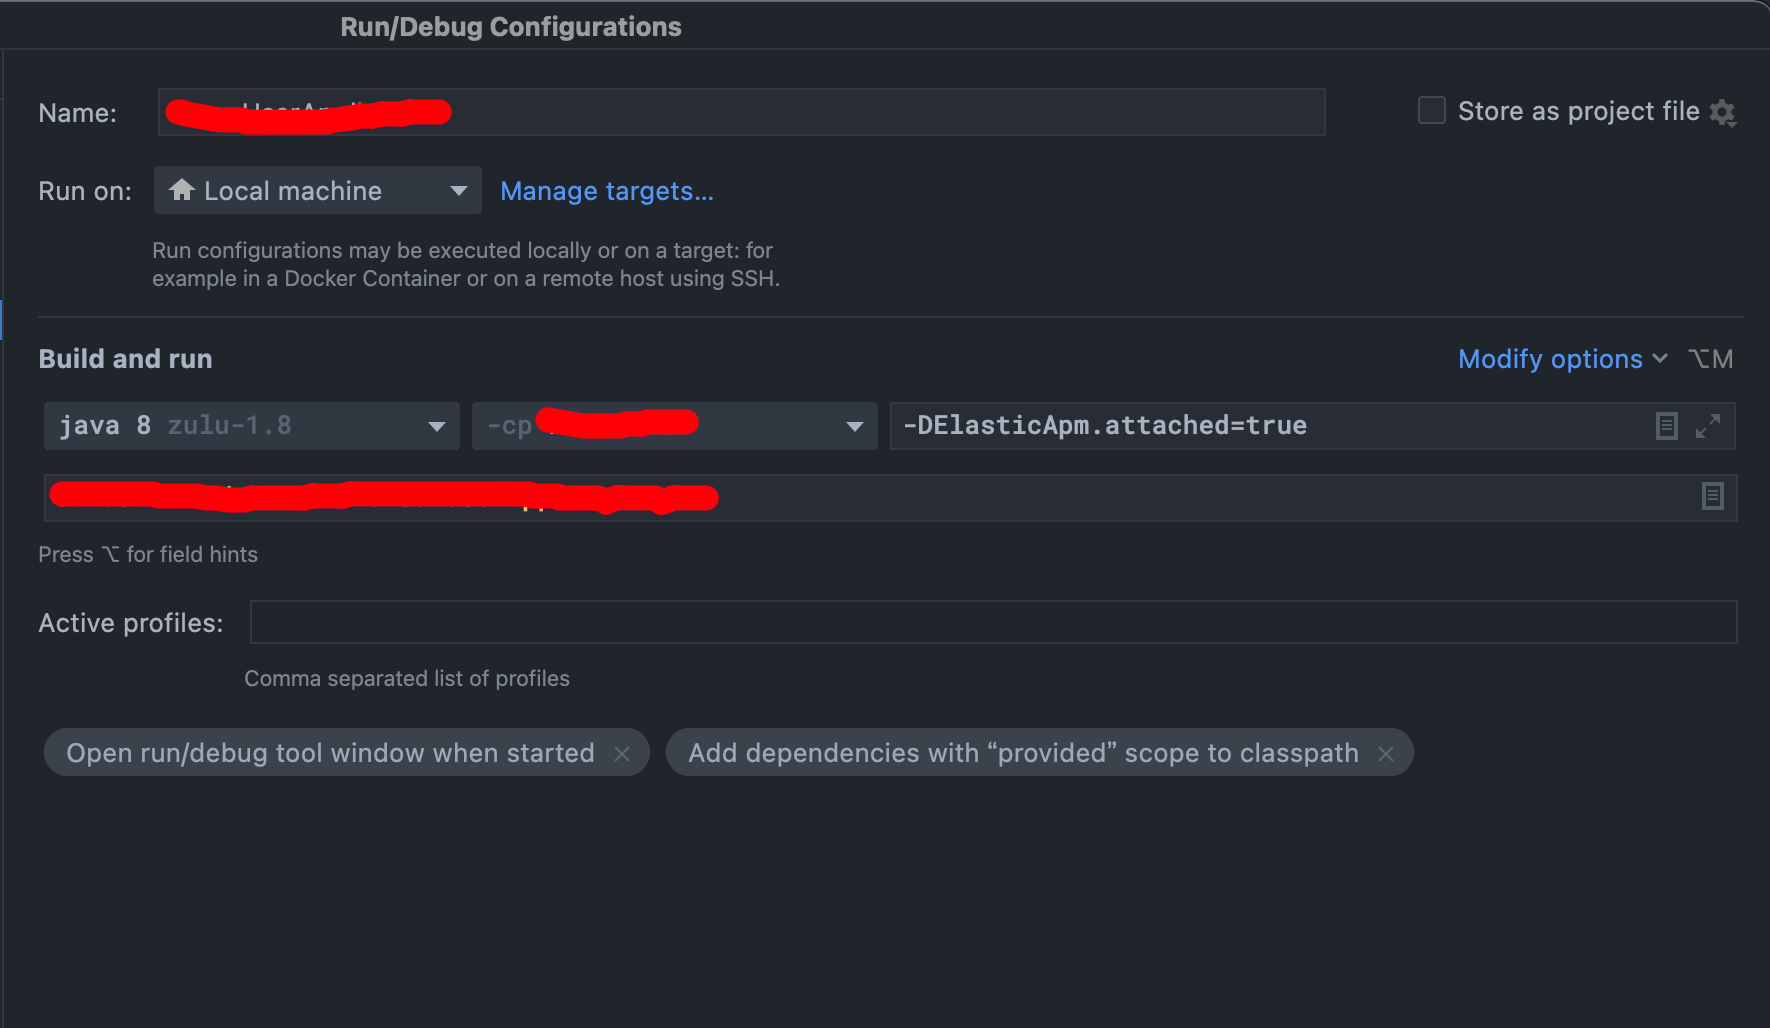 Run/Debug Configurations
Name:
Store as project file
Run on: Local machine Manage targets...
Run configurations may be executed locally or on a target: for
example in a Docker Container or on a remote host using SSH.
Build and run
Modify options ⌥M
java 8 zulu-1.8 -cp -DElasticApm.attached=true
Press ⌥ for field hints
Active profiles:
Comma separated list of profiles
Open run/debug tool window when started × Add dependencies with “provided” scope to classpath ×